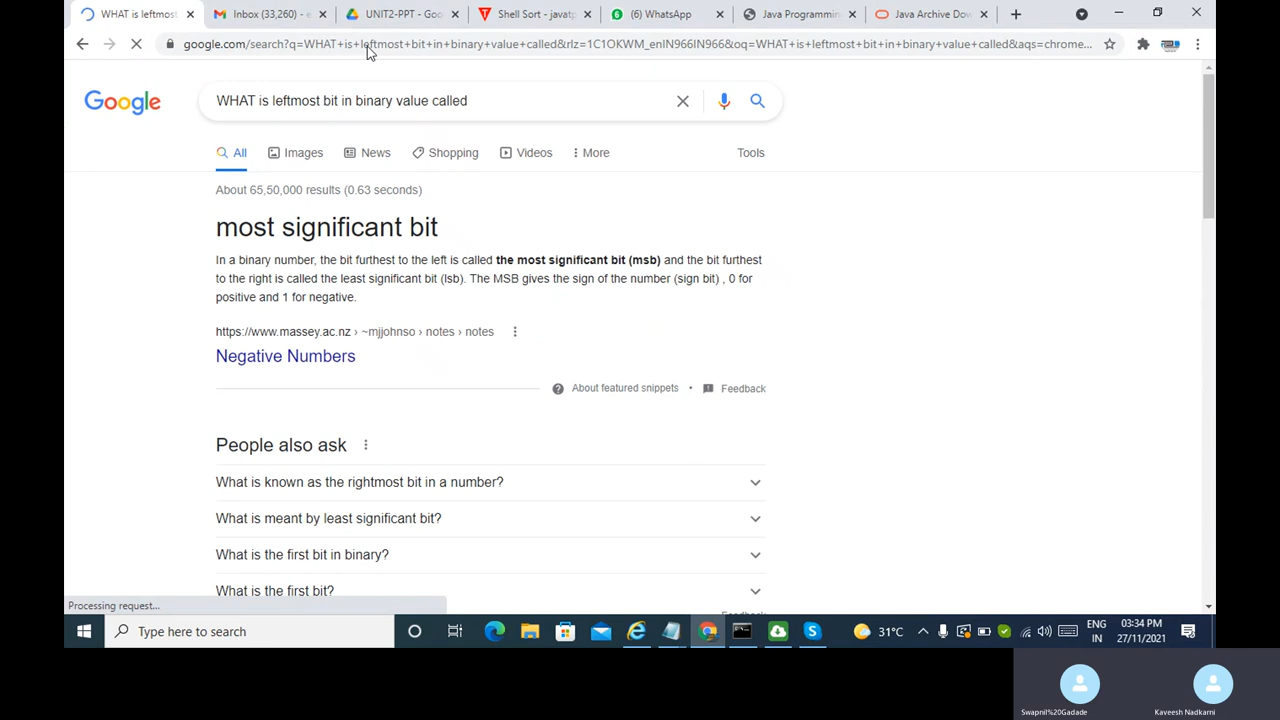 WHAT is leftmost
Inbox (33,260) - e
UNIT2-PPT - Goo
Shell Sort - javatp
(6) WhatsApp
Java Programmin
Java Archive Dow
google.com/search?q=WHAT+is+leftmost+bit+in+binary+value+called&rlz=1C1OKWM_enIN966IN966&oq=WHAT+is+leftmost+bit+in+binary+value+called&aqs=chrome...
Google
WHAT is leftmost bit in binary value called
All
Images
News
Shopping
Videos
More
Tools
About 65,50,000 results (0.63 seconds)
most significant bit
In a binary number, the bit furthest to the left is called the most significant bit (msb) and the bit furthest
to the right is called the least significant bit (lsb). The MSB gives the sign of the number (sign bit) , 0 for
positive and 1 for negative.
https://www.massey.ac.nz › ~mjjohnso › notes › notes
Negative Numbers
About featured snippets • Feedback
People also ask
What is known as the rightmost bit in a number?
What is meant by least significant bit?
What is the first bit in binary?
What is the first bit?
Feedback
Processing request...
Type here to search
31°C
ENG
IN
03:34 PM
27/11/2021
Swapnil%20Gadade
Kaveesh Nadkarni